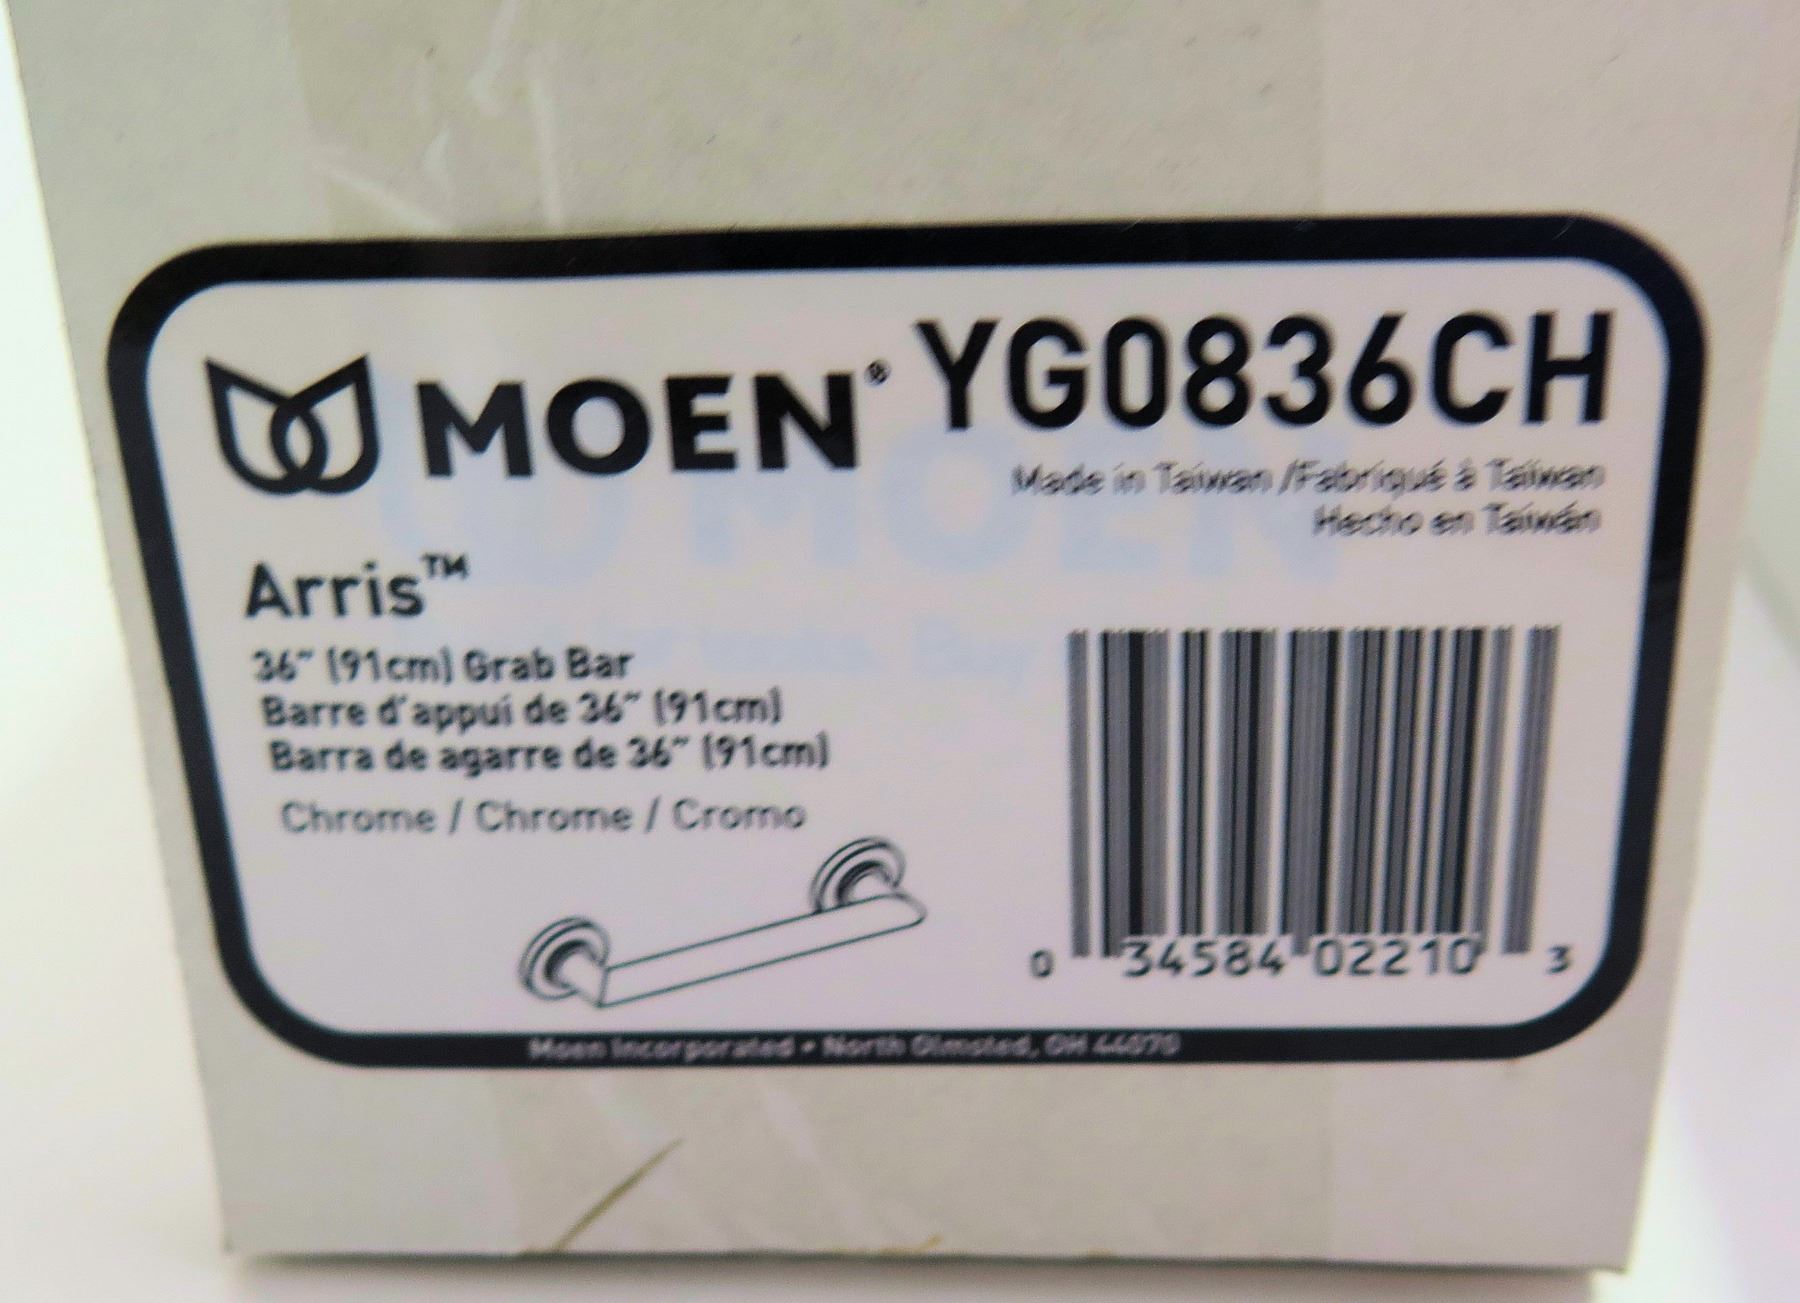 MOEN® YG0836CH
Made in Taiwan /Fabriqué à Taïwan
Hecho en Taiwán
Arris™
36" (91cm) Grab Bar
Barre d'appui de 36" (91cm)
Barra de agarre de 36" (91cm)
Chrome / Chrome / Cromo
0 34584 02210 3
Moen Incorporated • North Olmsted, OH 44070